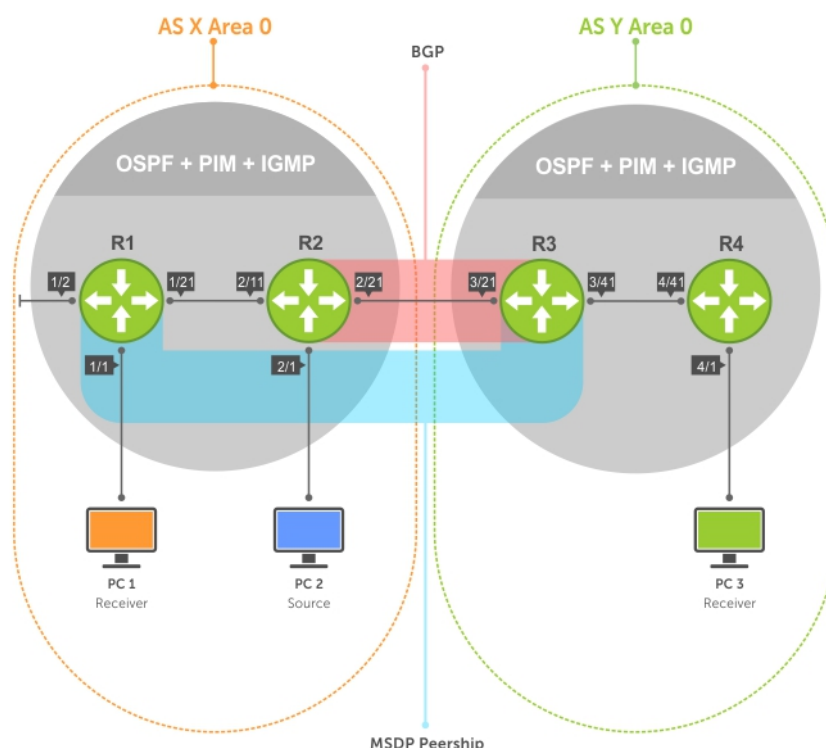 AS X Area 0
BGP
AS Y Area 0
OSPF + PIM + IGMP
OSPF + PIM + IGMP
R1
R2
R3
R4
1/2
1/21
2/11
2/21
3/21
3/41
4/41
1/1
2/1
4/1
PC 1
Receiver
PC 2
Source
PC 3
Receiver
MSDP Peership